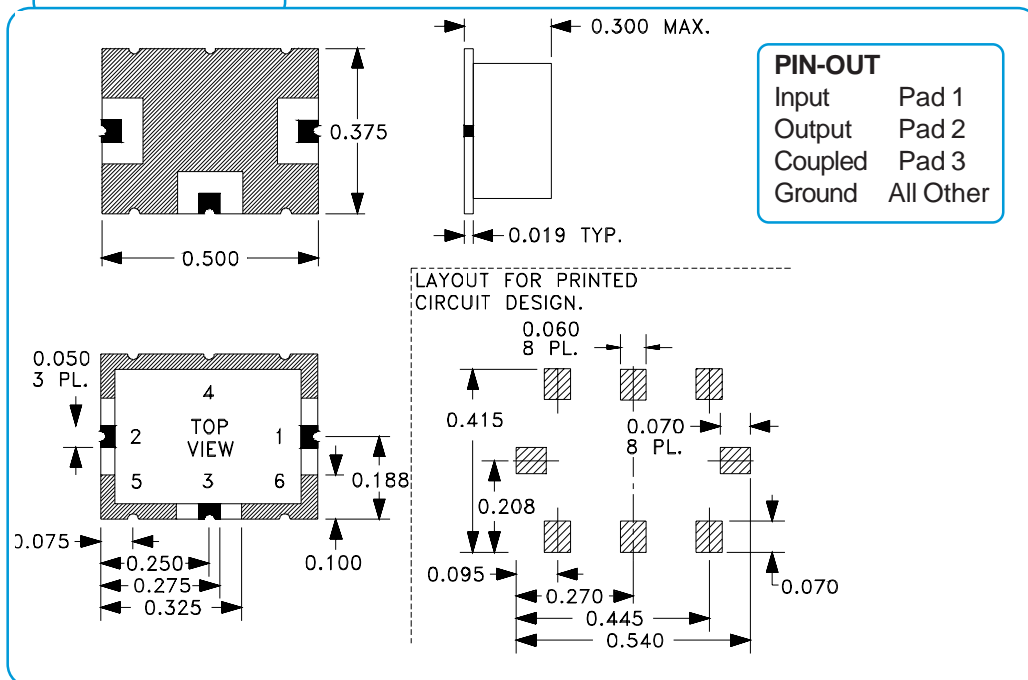 0.300 MAX.
PIN-OUT
Input Pad 1
Output Pad 2
Coupled Pad 3
Ground All Other
0.375
0.019 TYP.
0.500
LAYOUT FOR PRINTED
CIRCUIT DESIGN.
0.060
8 PL.
0.050
3 PL.
4
2
TOP
VIEW
1
5
3
6
0.188
0.075
0.250
0.275
0.325
0.100
0.415
0.070
8 PL.
0.208
0.095
0.270
0.445
0.540
0.070